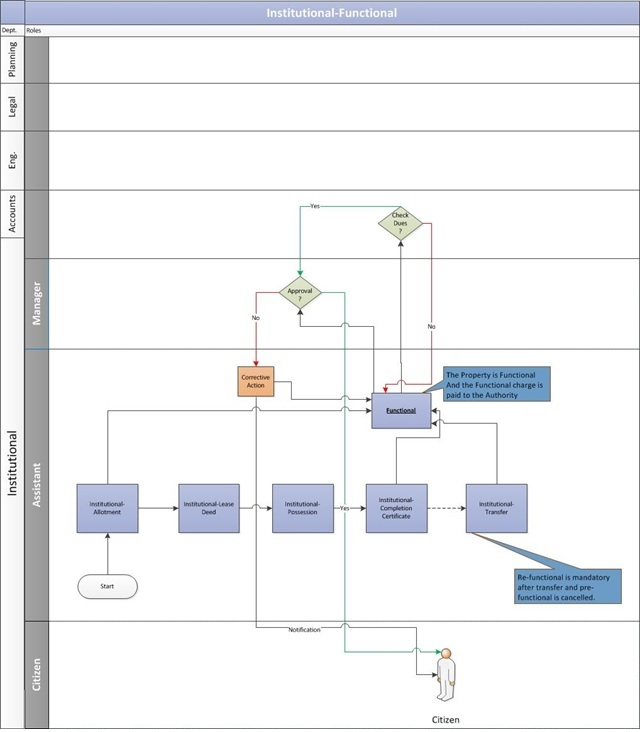 Institutional-Functional
Dept.
Roles
Planning
Legal
Eng.
Accounts
Institutional
Manager
Assistant
Citizen
Check
Dues
?
Yes
Approval
?
No
No
Corrective
Action
The Property is Functional
And the Functional charge is
paid to the Authority
Functional
Institutional-
Allotment
Institutional-Lease
Deed
Institutional-
Possession
Yes
Institutional-
Completion
Certificate
Institutional-
Transfer
Start
Re-functional is mandatory
after transfer and pre-
functional is cancelled.
Notification
Citizen